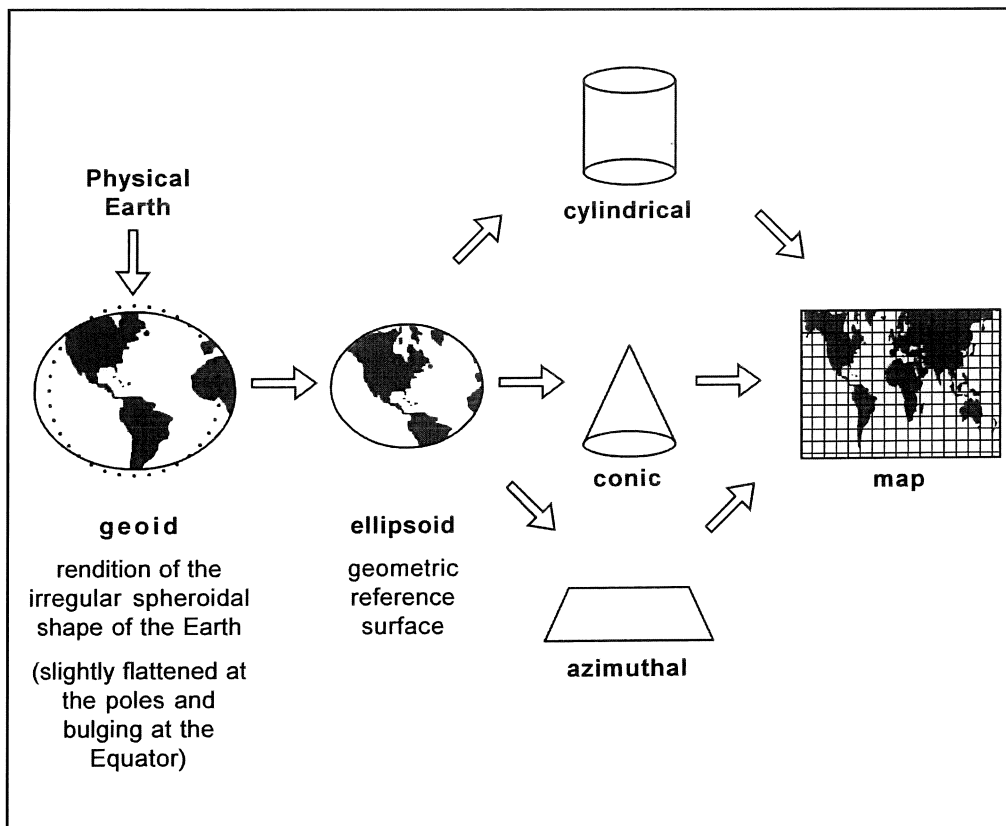 Physical
Earth
cylindrical
conic
map
geoid
rendition of the
irregular spheroidal
shape of the Earth
(slightly flattened at
the poles and
bulging at the
Equator)
ellipsoid
geometric
reference
surface
azimuthal